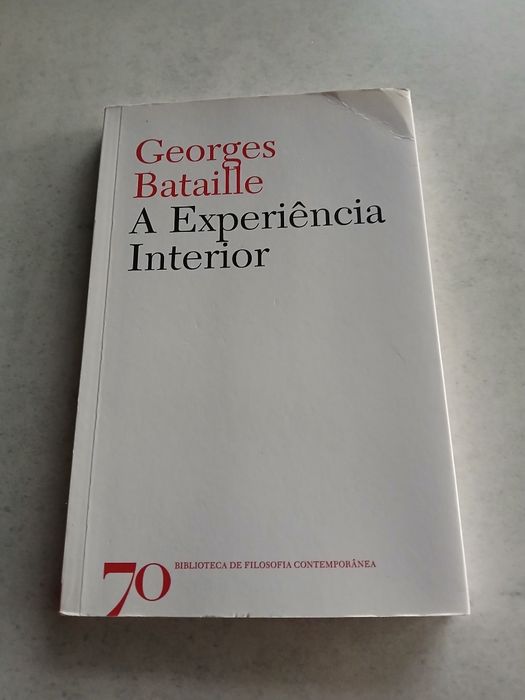 Georges
Bataille
A Experiência
Interior
70 BIBLIOTECA DE FILOSOFIA CONTEMPORÂNEA